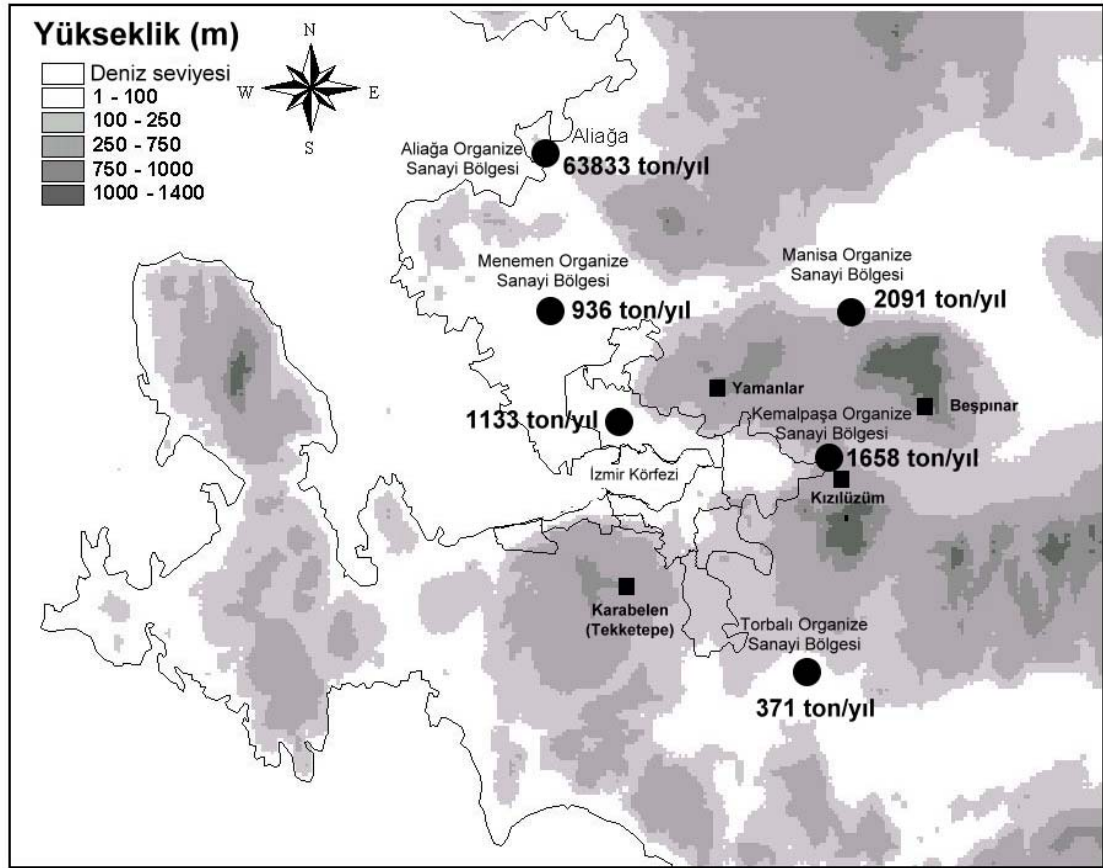 Yükseklik (m)
Deniz seviyesi
1 - 100
100 - 250
250 - 750
750 - 1000
1000 - 1400
N
W
E
S
Aliağa
Aliağa Organize
Sanayi Bölgesi
63833 ton/yıl
Menemen Organize
Sanayi Bölgesi
936 ton/yıl
Manisa Organize
Sanayi Bölgesi
2091 ton/yıl
Yamanlar
Beşpınar
1133 ton/yıl
Kemalpaşa Organize
Sanayi Bölgesi
1658 ton/yıl
İzmir Körfezi
Kızılüzüm
Karabelen
(Tekketepe)
Torbalı Organize
Sanayi Bölgesi
371 ton/yıl